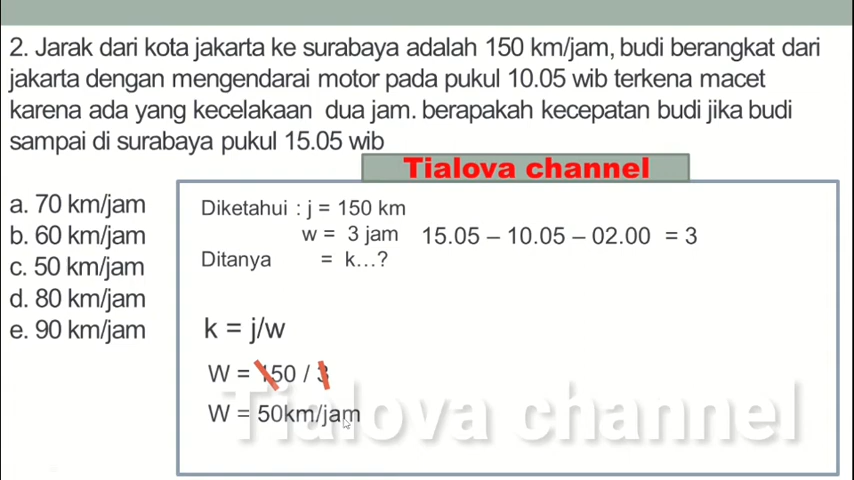 2. Jarak dari kota jakarta ke surabaya adalah 150 km/jam, budi berangkat dari
jakarta dengan mengendarai motor pada pukul 10.05 wib terkena macet
karena ada yang kecelakaan dua jam. berapakah kecepatan budi jika budi
sampai di surabaya pukul 15.05 wib
Tialova channel
a. 70 km/jam
b. 60 km/jam
c. 50 km/jam
d. 80 km/jam
e. 90 km/jam
Diketahui : j = 150 km
w = 3 jam 15.05 – 10.05 – 02.00 = 3
Ditanya = k...?
k = j/w
W = 150 / 3
W = 50km/jam
Tialova channel